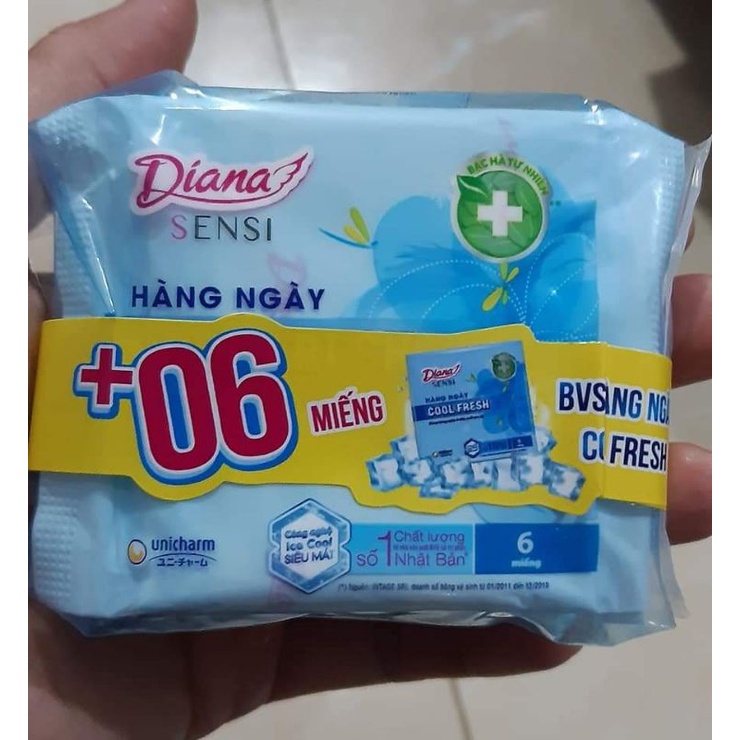 BẠC HÀ TỰ NHIÊN
Diana
SENSI
HÀNG NGÀY
+06 MIẾNG
Diana
SENSI
HÀNG NGÀY
COOL FRESH
BVS
NG NG
FRESH
unicharm
ユニ・チャーム
Công nghệ
Ice Cool
SIÊU MÁT
SỐ 1 Chất lượng
Nhật Bản
6
miếng